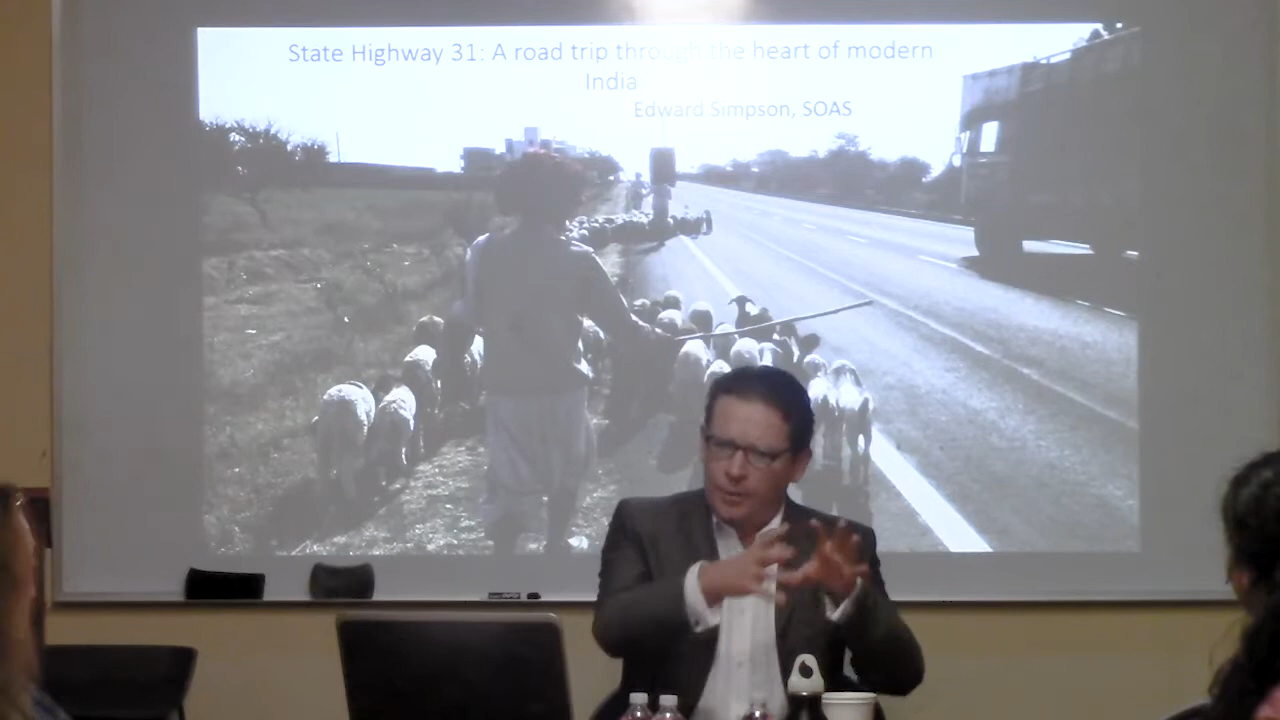 State Highway 31: A road trip through the heart of modern
India
Edward Simpson, SOAS